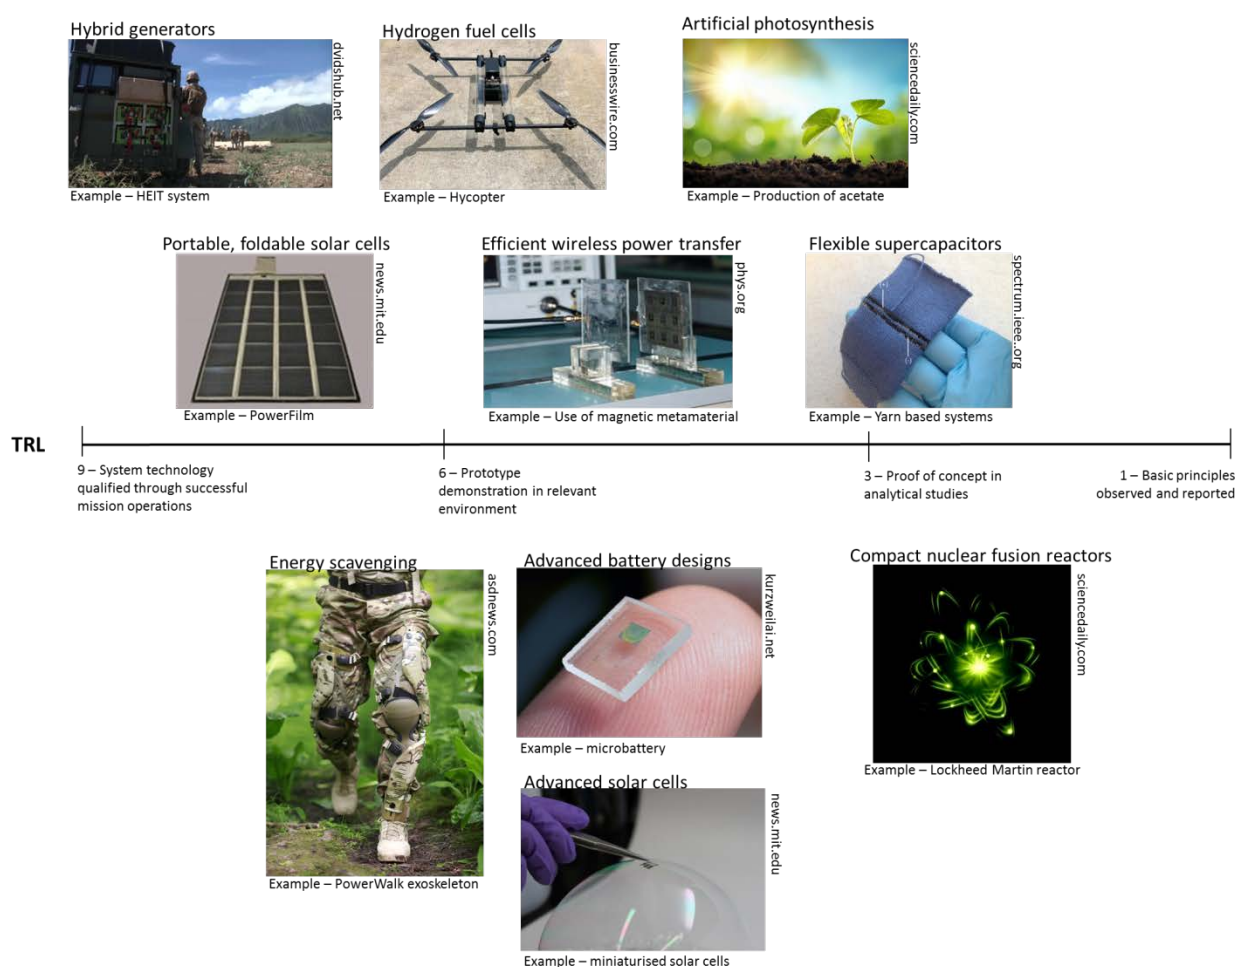 Hybrid generators
dvidshub.net
Example – HEIT system
Hydrogen fuel cells
businesswire.com
Example – Hycopter
Artificial photosynthesis
sciencedaily.com
Example – Production of acetate
Portable, foldable solar cells
news.mit.edu
Example – PowerFilm
Efficient wireless power transfer
phys.org
Example – Use of magnetic metamaterial
Flexible supercapacitors
spectrum.ieee..org
Example – Yarn based systems
TRL
9 – System technology
qualified through successful
mission operations
6 – Prototype
demonstration in relevant
environment
3 – Proof of concept in
analytical studies
1 – Basic principles
observed and reported
Energy scavenging
asdnews.com
Example – PowerWalk exoskeleton
Advanced battery designs
kurzweilai.net
Example – microbattery
Advanced solar cells
news.mit.edu
Example – miniaturised solar cells
Compact nuclear fusion reactors
sciencedaily.com
Example – Lockheed Martin reactor